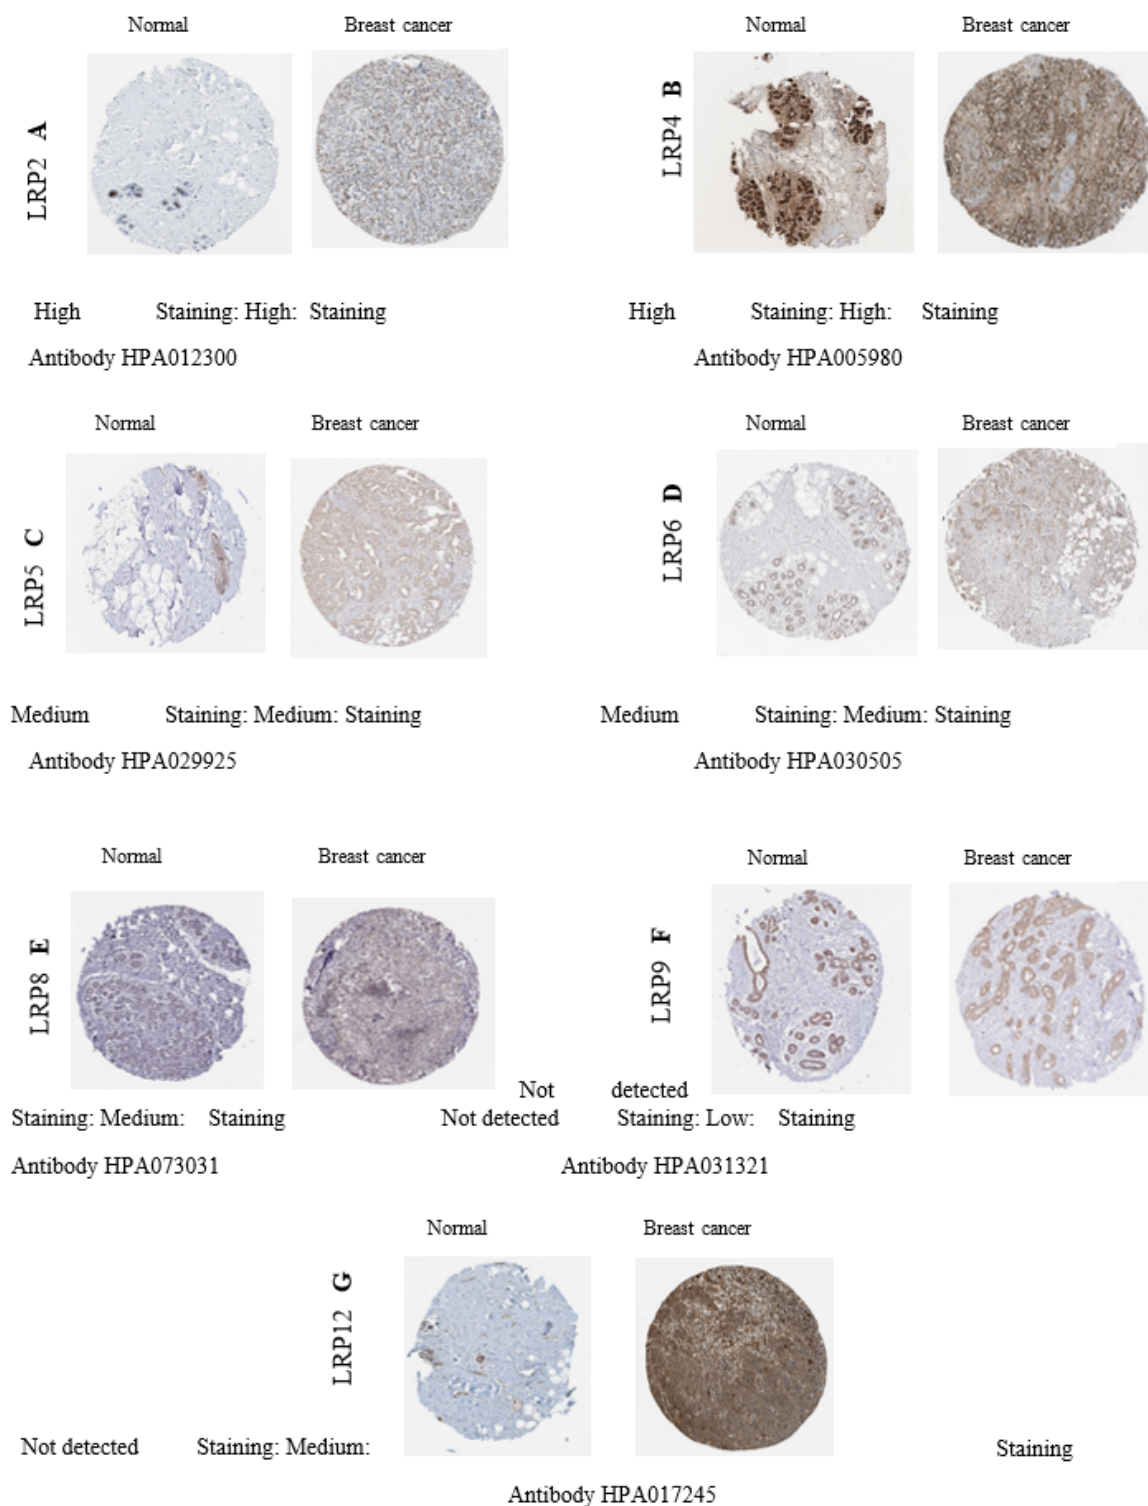 Normal Breast cancer Normal Breast cancer
LRP2 A
LRP4 B
High Staining: High: Staining High Staining: High: Staining
Antibody HPA012300 Antibody HPA005980
Normal Breast cancer Normal Breast cancer
LRP5 C
LRP6 D
Medium Staining: Medium: Staining Medium Staining: Medium: Staining
Antibody HPA029925 Antibody HPA030505
Normal Breast cancer Normal Breast cancer
LRP8 E
LRP9 F
Not detected
Staining: Medium: Staining Not detected Staining: Low: Staining
Antibody HPA073031 Antibody HPA031321
Normal Breast cancer
LRP12 G
Not detected Staining: Medium: Staining
Antibody HPA017245